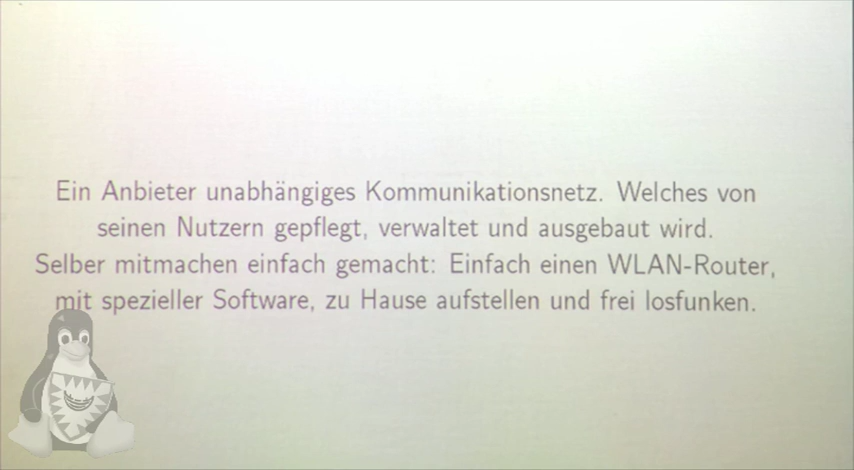 Ein Anbieter unabhängiges Kommunikationsnetz. Welches von
seinen Nutzern gepflegt, verwaltet und ausgebaut wird.
Selber mitmachen einfach gemacht: Einfach einen WLAN-Router,
mit spezieller Software, zu Hause aufstellen und frei losfunken.